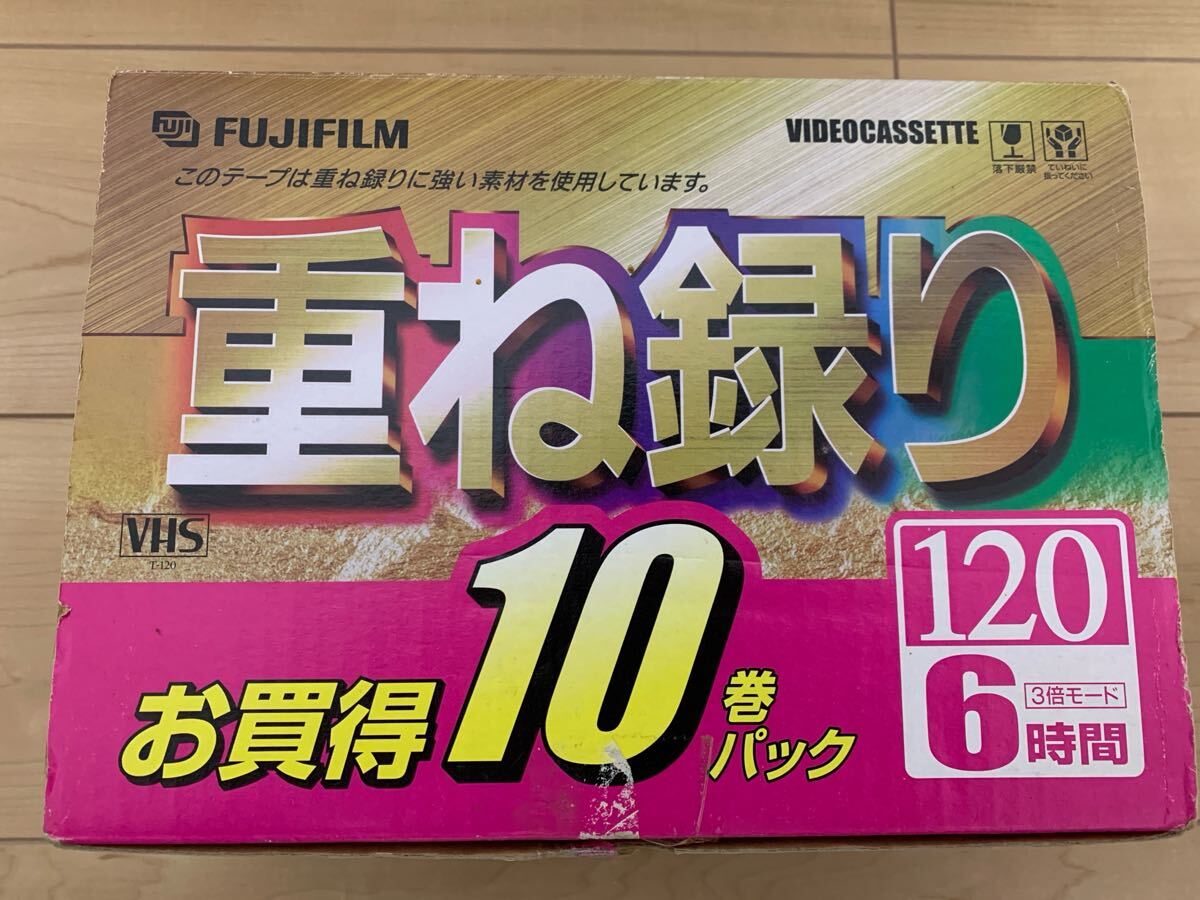 FUJI FUJIFILM
VIDEOCASSETTE
落下厳禁
ていねいに
扱ってください
このテープは重ね録りに強い素材を使用しています。
重ね録り
VHS
T-120
お買得10巻パック
120
6時間
3倍モード